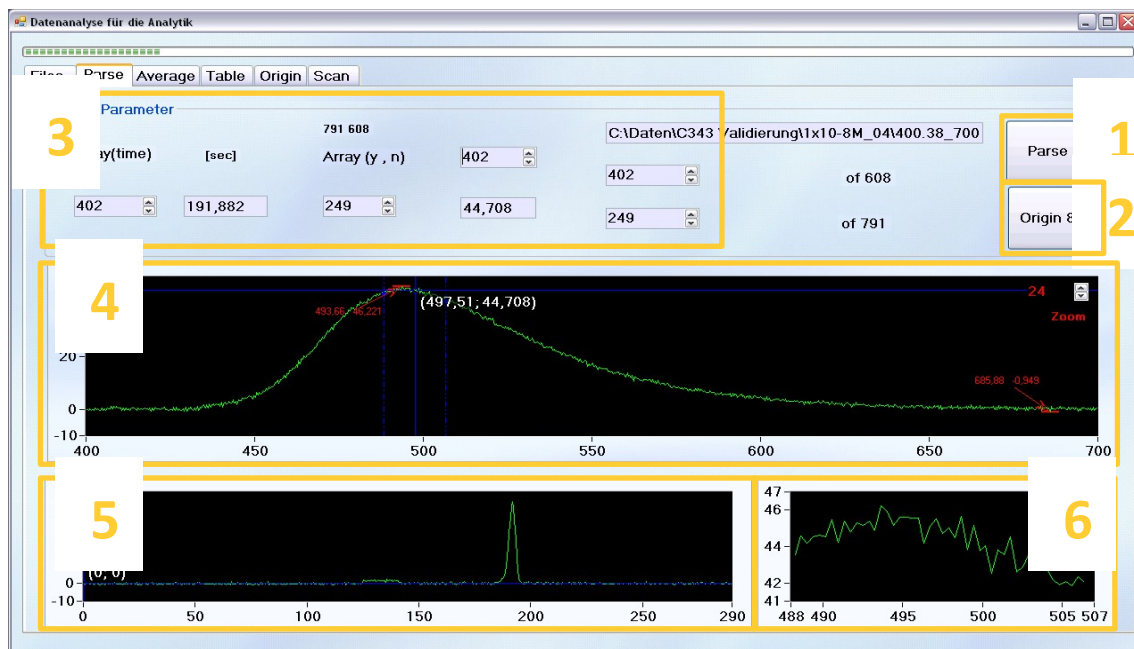 Datenanalyse für die Analytik
Files Parse Average Table Origin Scan
3
Parameter
791 608
C:\Daten\C343 Validierung\1x10-8M_04\400.38_700
1
Parse
[sec]
Array (y , n)
402
402
of 608
402
191,882
249
44,708
249
of 791
Origin 8
2
4
493,66 46,221
(497,51; 44,708)
24
Zoom
20
685,88 -0,949
0
-10
400 450 500 550 600 650 700
5
(0; 0)
0
-10
0 50 100 150 200 250 290
6
47
46
44
42
41
488 490 495 500 505 507